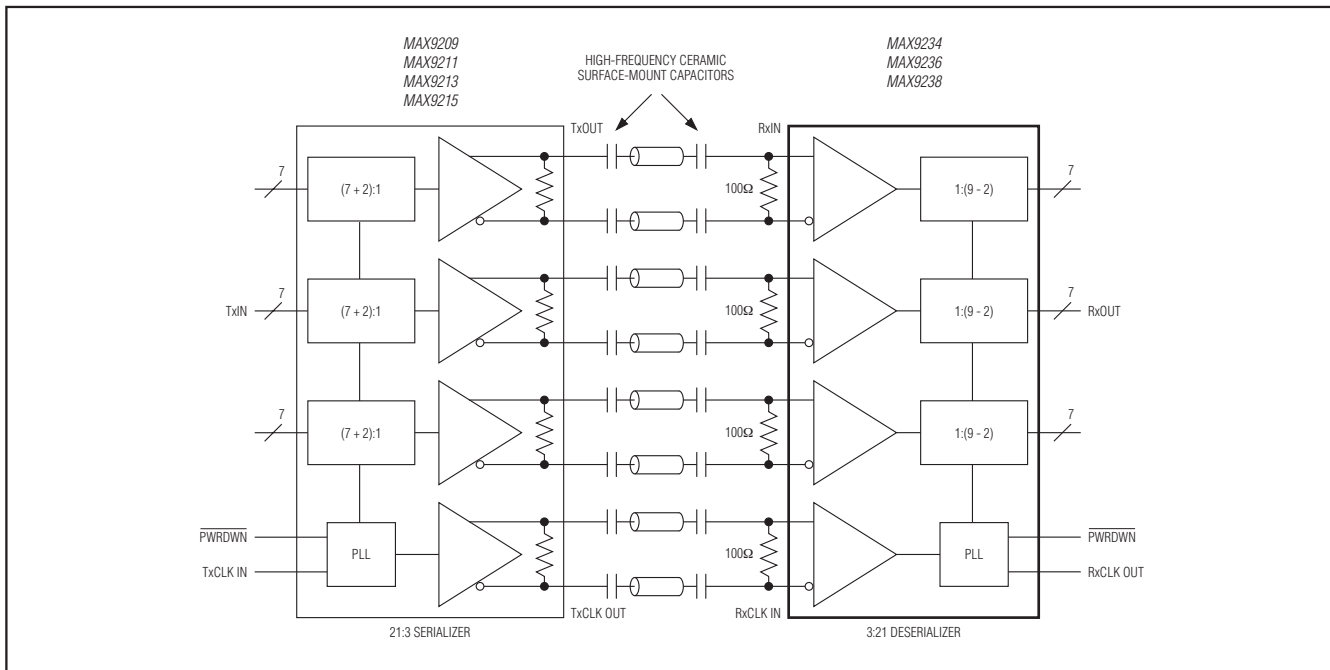 MAX9209
MAX9211
MAX9213
MAX9215
HIGH-FREQUENCY CERAMIC
SURFACE-MOUNT CAPACITORS
MAX9234
MAX9236
MAX9238
TxOUT
RxIN
7
(7 + 2):1
100Ω
1:(9 - 2)
7
TxIN
7
(7 + 2):1
100Ω
1:(9 - 2)
7
RxOUT
7
(7 + 2):1
100Ω
1:(9 - 2)
7
PWRDWN
TxCLK IN
PLL
100Ω
PLL
PWRDWN
RxCLK OUT
TxCLK OUT
RxCLK IN
21:3 SERIALIZER
3:21 DESERIALIZER